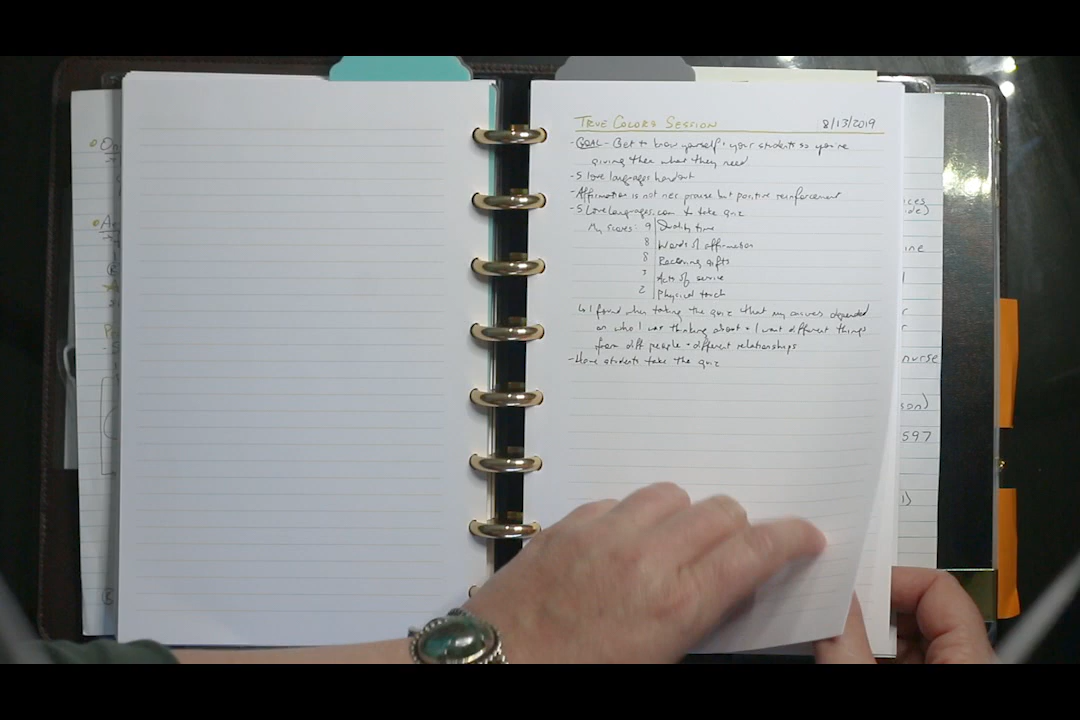 TRUE COLORS SESSION 8/13/2019
- GOAL - Get to know yourself + your students so you're
giving them what they need
- 5 love languages handout
- Affirmation is not nec praise but positive reinforcement
- 5LoveLanguages.com to take quiz
My scores: 9 Quality time
8 Words of affirmation
8 Receiving gifts
3 Acts of service
2 Physical touch
↳ I found when taking the quiz that my answers depended
on who I was thinking about + I want different things
from diff people + different relationships
- Have students take the quiz
On
nurse
597